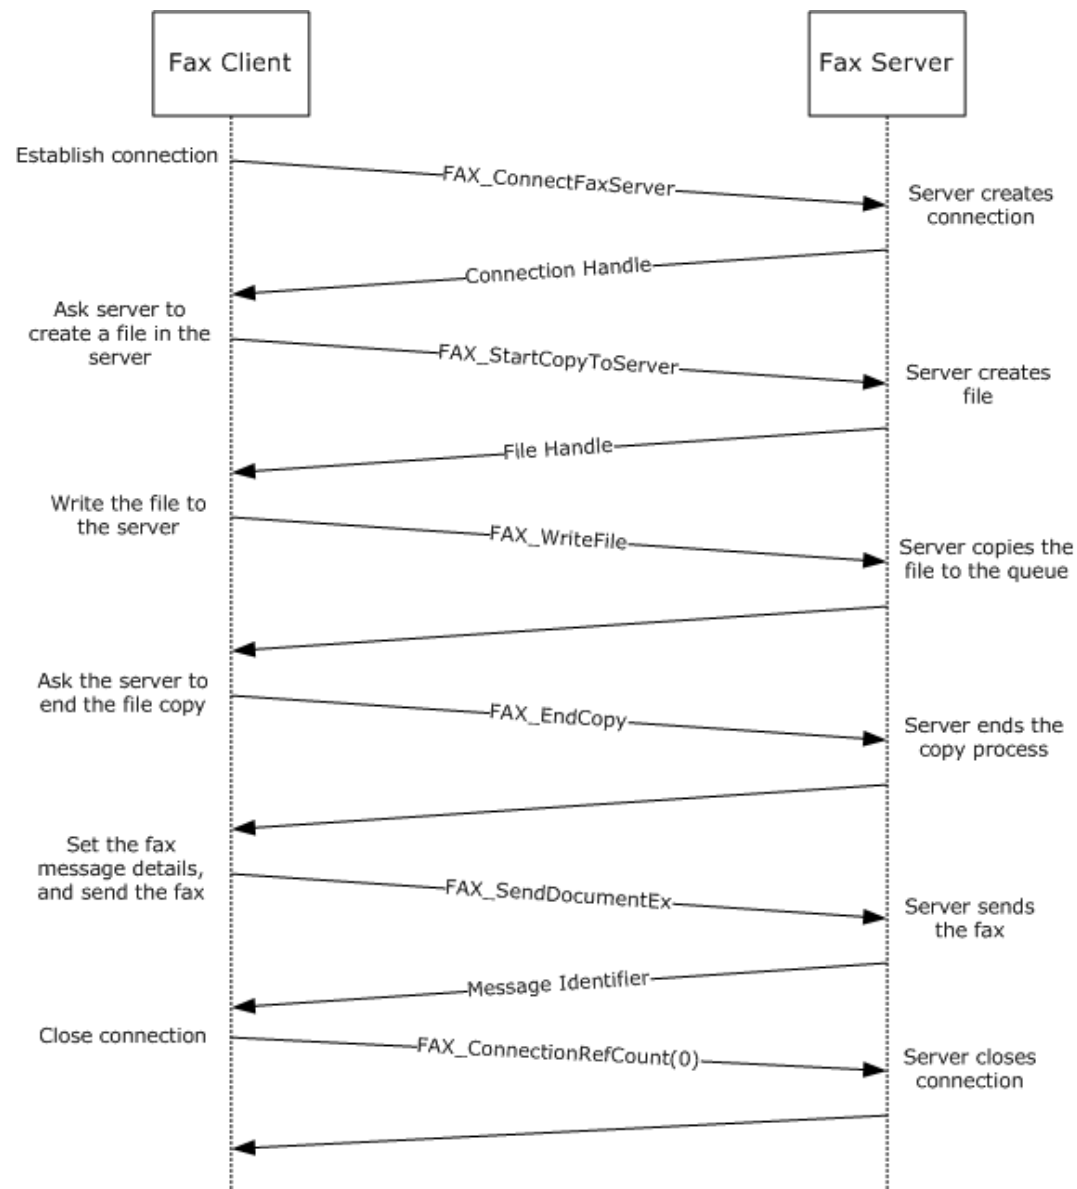 Fax Client
Fax Server
Establish connection
FAX_ConnectFaxServer
Server creates
connection
Connection Handle
Ask server to
create a file in the
server
FAX_StartCopyToServer
Server creates
file
File Handle
Write the file to
the server
FAX_WriteFile
Server copies the
file to the queue
Ask the server to
end the file copy
FAX_EndCopy
Server ends the
copy process
Set the fax
message details,
and send the fax
FAX_SendDocumentEx
Server sends
the fax
Message Identifier
Close connection
FAX_ConnectionRefCount(0)
Server closes
connection